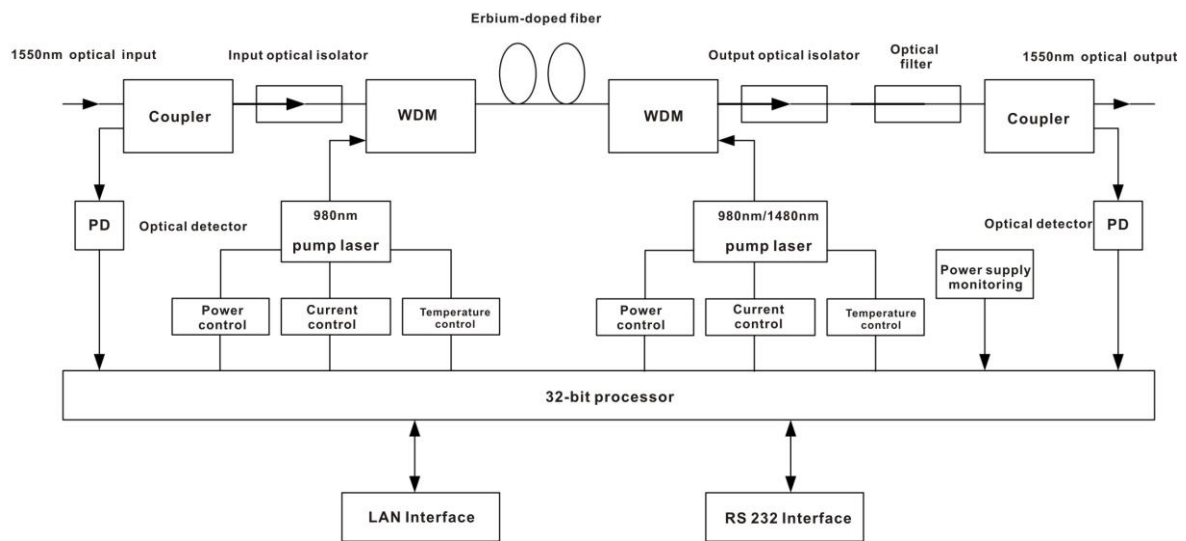 Erbium-doped fiber
1550nm optical input
Input optical isolator
Output optical isolator
Optical
filter
1550nm optical output
Coupler
WDM
WDM
Coupler
PD
Optical detector
980nm
pump laser
980nm/1480nm
pump laser
Optical detector
PD
Power supply
monitoring
Power
control
Current
control
Temperature
control
Power
control
Current
control
Temperature
control
32-bit processor
LAN Interface
RS 232 Interface